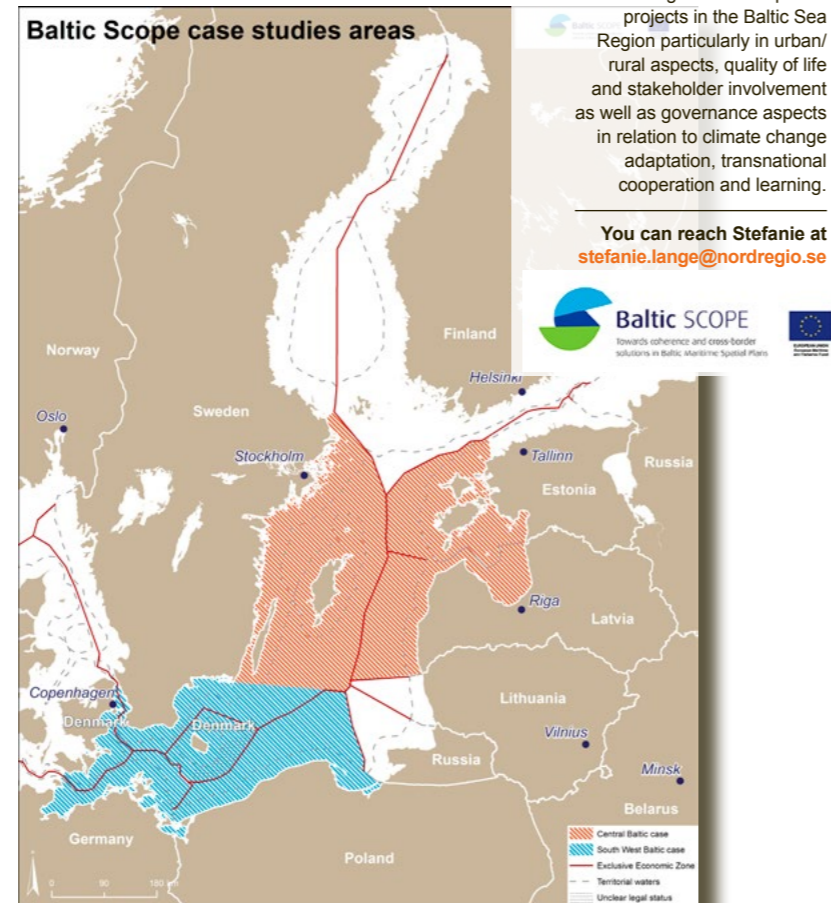 Baltic Scope case studies areas
projects in the Baltic Sea
Region particularly in urban/
rural aspects, quality of life
and stakeholder involvement
as well as governance aspects
in relation to climate change
adaptation, transnational
cooperation and learning.
You can reach Stefanie at
stefanie.lange@nordregio.se
Baltic SCOPE
Towards coherence and cross-border
solutions in Baltic Maritime Spatial Plans
Norway
Finland
Helsinki
Oslo
Sweden
Stockholm
Tallinn
Russia
Estonia
Riga
Latvia
Copenhagen
Denmark
Denmark
Lithuania
Vilnius
Russia
Minsk
Belarus
Germany
Poland
Central Baltic case
South West Baltic case
Exclusive Economic Zone
Territorial waters
Unclear legal status
0 90 180 km